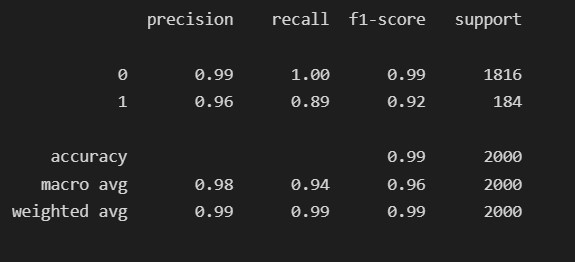 precision recall f1-score support
0 0.99 1.00 0.99 1816
1 0.96 0.89 0.92 184
accuracy 0.99 2000
macro avg 0.98 0.94 0.96 2000
weighted avg 0.99 0.99 0.99 2000